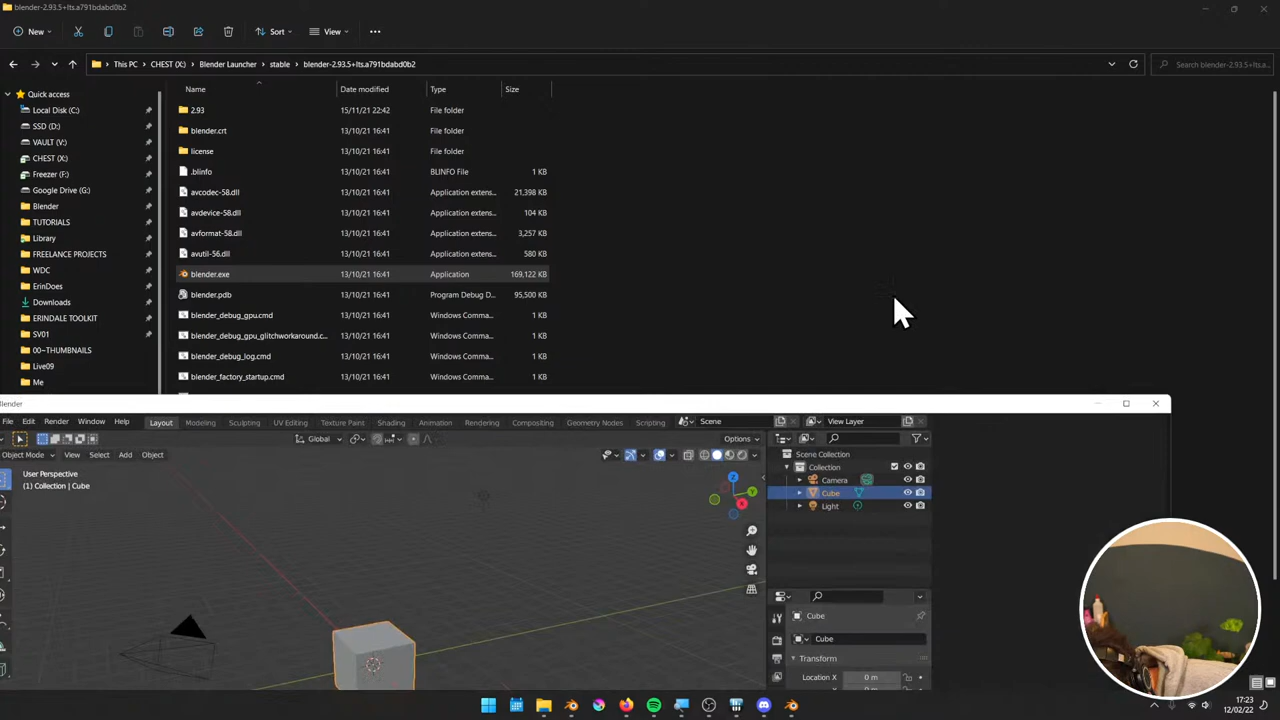 blender-2.93.5+lts.a791bdabd0b2
New Sort View
This PC CHEST (X:) Blender Launcher stable blender-2.93.5+lts.a791bdabd0b2 Search blender-2.93.5+lts.a...
Quick access Name Date modified Type Size
Local Disk (C:) 2.93 15/11/21 22:42 File folder
SSD (D:) blender.crt 13/10/21 16:41 File folder
VAULT (V:) license 13/10/21 16:41 File folder
CHEST (X:) .blinfo 13/10/21 16:41 BLINFO File 1 KB
Freezer (F:) avcodec-58.dll 13/10/21 16:41 Application extens... 21,398 KB
Google Drive (G:) avdevice-58.dll 13/10/21 16:41 Application extens... 104 KB
Blender avformat-58.dll 13/10/21 16:41 Application extens... 3,257 KB
TUTORIALS avutil-56.dll 13/10/21 16:41 Application extens... 580 KB
Library blender.exe 13/10/21 16:41 Application 169,122 KB
FREELANCE PROJECTS blender.pdb 13/10/21 16:41 Program Debug D... 95,500 KB
WDC blender_debug_gpu.cmd 13/10/21 16:41 Windows Comma... 1 KB
ErinDoes blender_debug_gpu_glitchworkaround.c... 13/10/21 16:41 Windows Comma... 1 KB
Downloads blender_debug_log.cmd 13/10/21 16:41 Windows Comma... 1 KB
ERINDALE TOOLKIT blender_factory_startup.cmd 13/10/21 16:41 Windows Comma... 1 KB
SV01
00~THUMBNAILS
Live09
Me
Blender
File Edit Render Window Help Layout Modeling Sculpting UV Editing Texture Paint Shading Animation Rendering Compositing Geometry Nodes Scripting Scene View Layer
Global Options
Object Mode View Select Add Object
User Perspective
(1) Collection | Cube
Z
Y
X
Scene Collection
Collection
Camera
Cube
Light
Cube
Cube
Transform
Location X 0 m
17:23
12/02/22